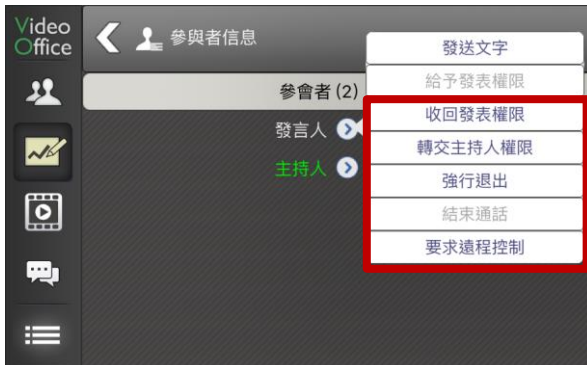 Video
Office
參與者信息
參會者 (2)
發言人
主持人
發送文字
給予發表權限
收回發表權限
轉交主持人權限
強行退出
結束通話
要求遠程控制